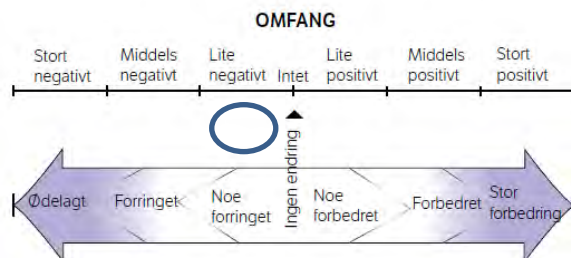 OMFANG
Stort Middels Lite Lite Middels Stort
negativt negativt negativt Intet positivt positivt positivt
Ingen endring
Ødelagt Forringet Noe Noe Forbedret Stor
forringet forbedret forbedring